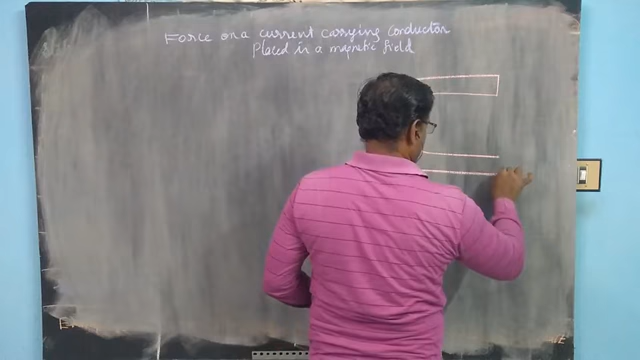 Force on a current carrying conductor
placed in a magnetic field